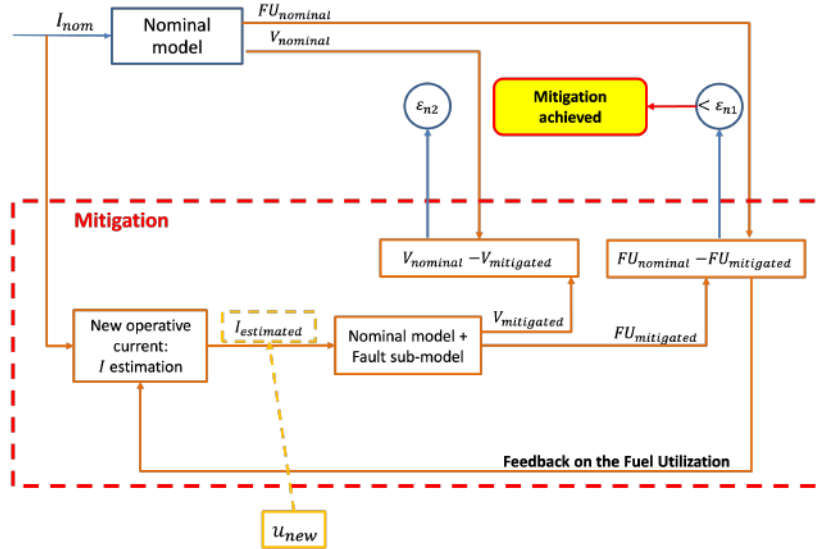 I_nom
Nominal
model
FU_nominal
V_nominal
ε_n2
Mitigation
achieved
< ε_n1
Mitigation
V_nominal − V_mitigated
FU_nominal − FU_mitigated
New operative
current:
I estimation
I_estimated
Nominal model +
Fault sub-model
V_mitigated
FU_mitigated
Feedback on the Fuel Utilization
u_new